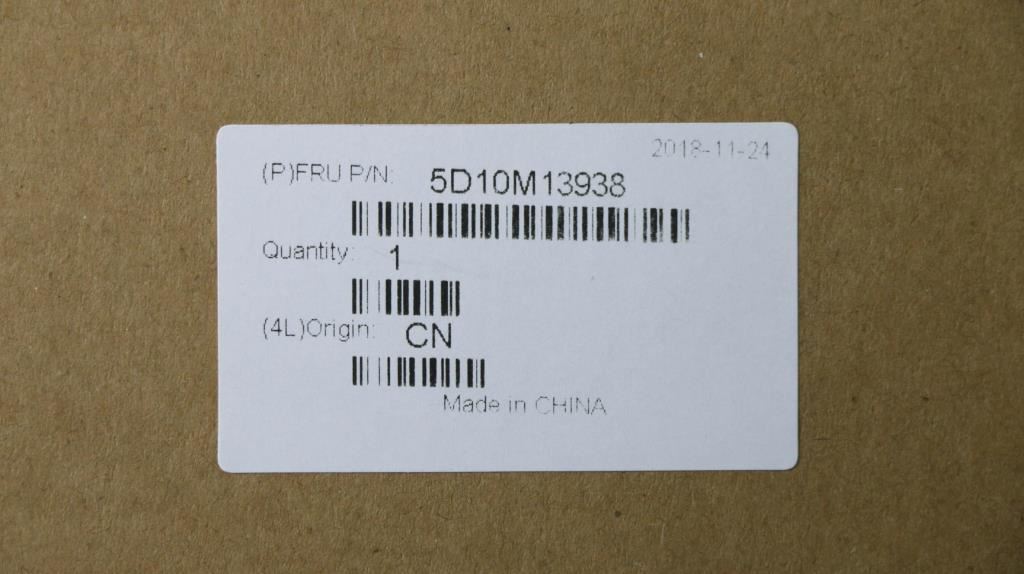 2018-11-24
(P)FRU P/N: 5D10M13938
Quantity: 1
(4L)Origin: CN
Made in CHINA